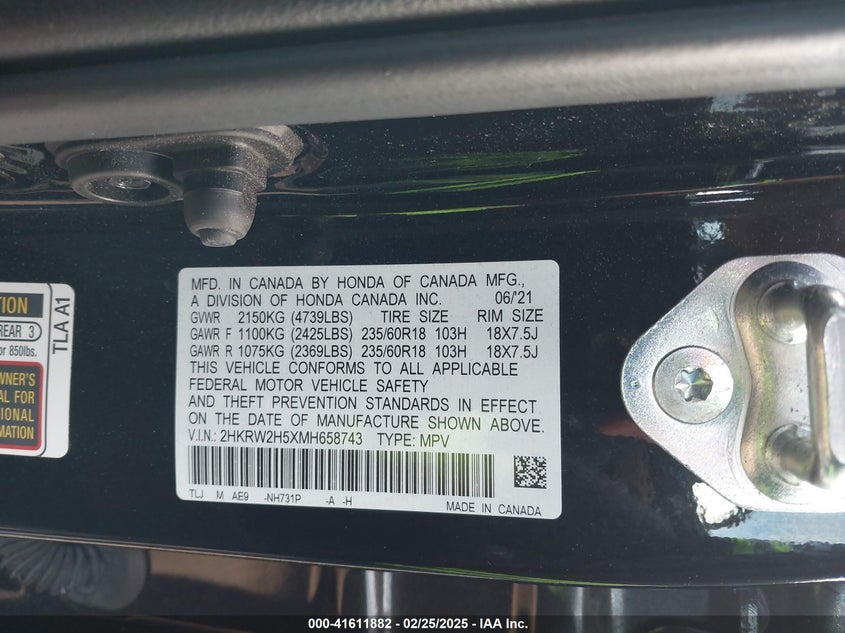 TION
REAR 3
or 850lbs.
WNER'S
AL FOR
TIONAL
RMATION
TLA A1
MFD. IN CANADA BY HONDA OF CANADA MFG.,
A DIVISION OF HONDA CANADA INC. 06/'21
GVWR 2150KG (4739LBS) TIRE SIZE RIM SIZE
GAWR F 1100KG (2425LBS) 235/60R18 103H 18X7.5J
GAWR R 1075KG (2369LBS) 235/60R18 103H 18X7.5J
THIS VEHICLE CONFORMS TO ALL APPLICABLE
FEDERAL MOTOR VEHICLE SAFETY
AND THEFT PREVENTION STANDARDS IN EFFECT
ON THE DATE OF MANUFACTURE SHOWN ABOVE.
V.I.N.: 2HKRW2H5XMH658743 TYPE: MPV
TLJ M AE9 -NH731P -A -H
MADE IN CANADA
000-41611882 / 02/25/2025 - IAA Inc.